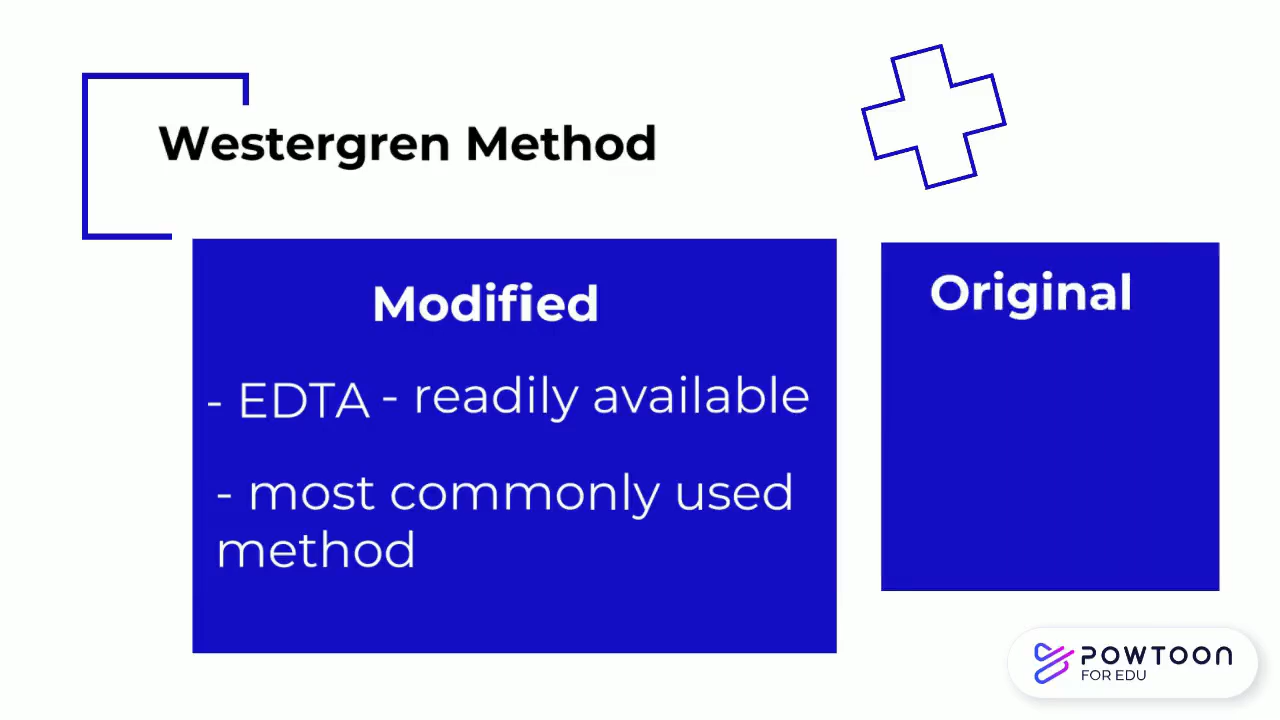 Westergren Method
Modified
- EDTA - readily available
- most commonly used
method
Original
POWTOON
FOR EDU